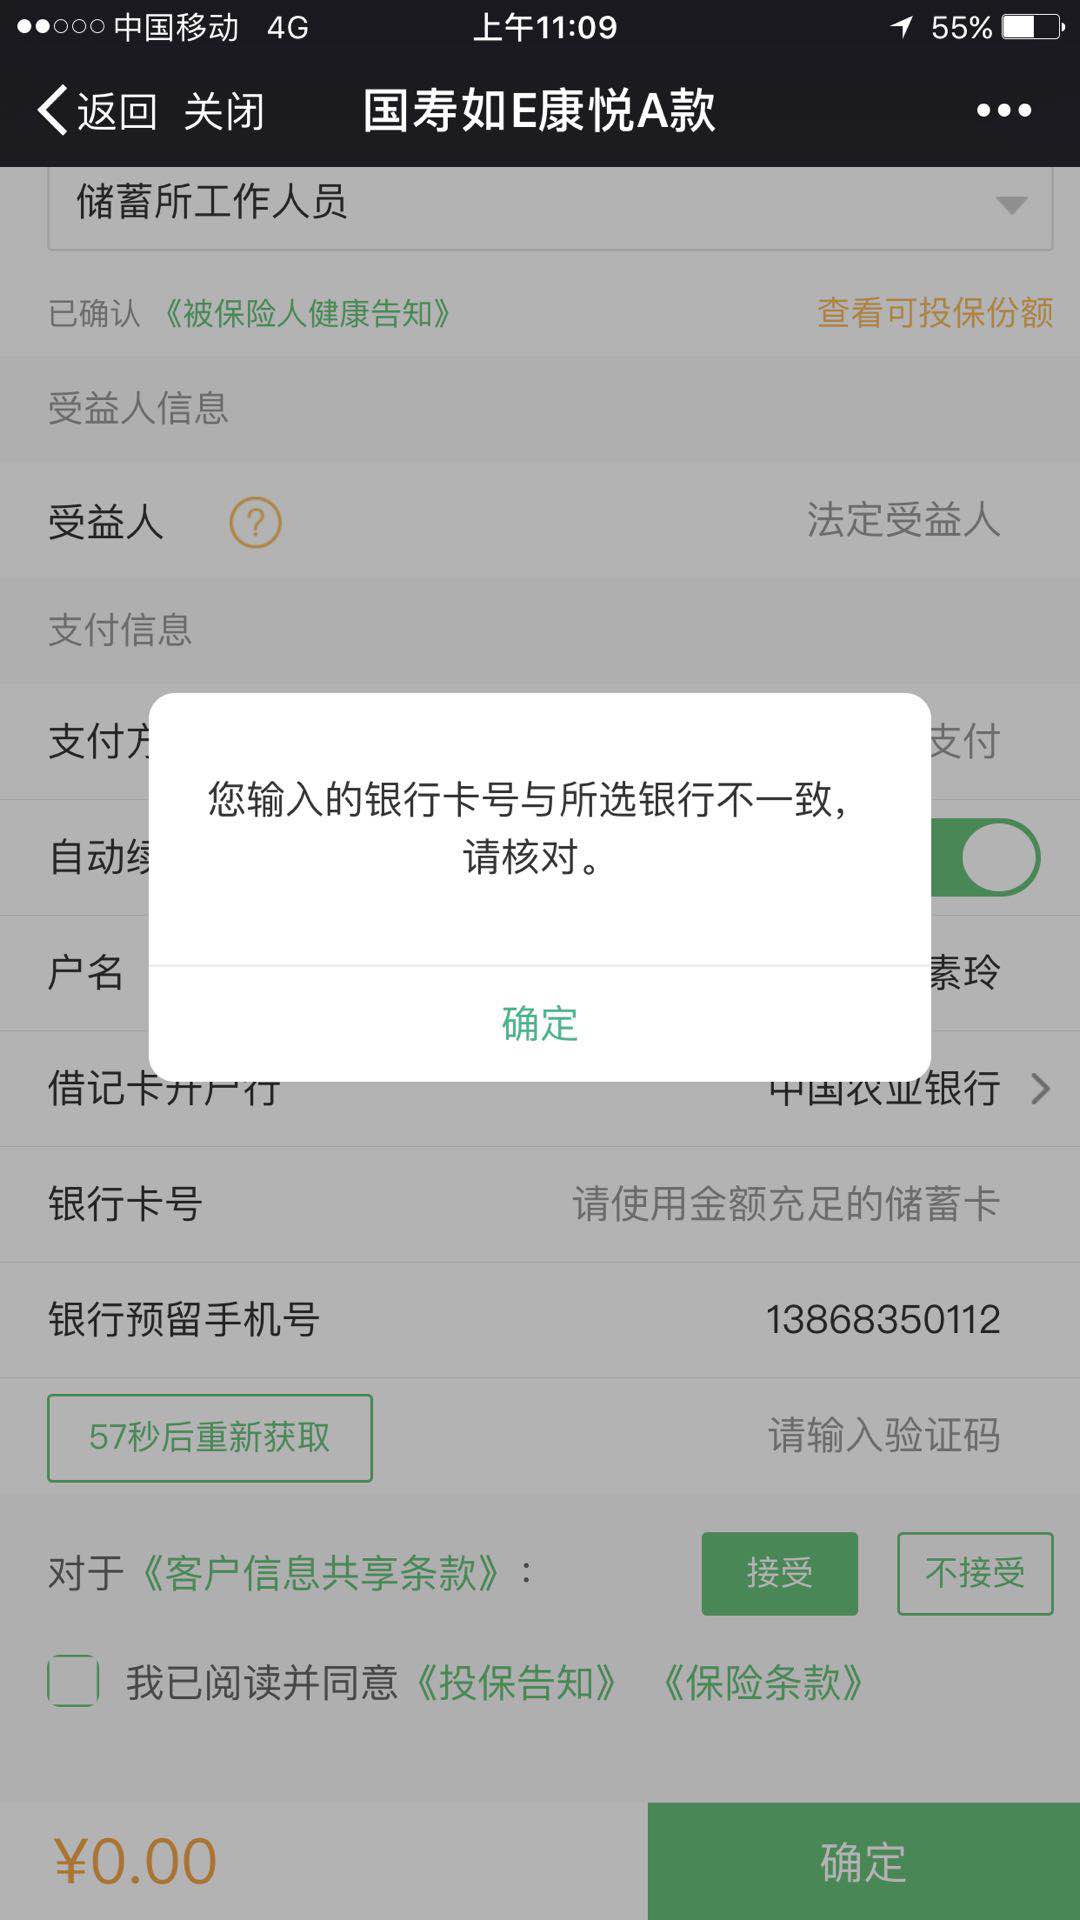 中国移动 4G 上午11:09 55%
返回 关闭 国寿如E康悦A款
储蓄所工作人员
已确认 《被保险人健康告知》 查看可投保份额
受益人信息
受益人 ? 法定受益人
支付信息
支付方 支付
您输入的银行卡号与所选银行不一致，
请核对。
自动续
户名 素玲
确定
借记卡开户行 中国农业银行
银行卡号 请使用金额充足的储蓄卡
银行预留手机号 13868350112
57秒后重新获取 请输入验证码
对于《客户信息共享条款》： 接受 不接受
我已阅读并同意《投保告知》 《保险条款》
¥0.00 确定